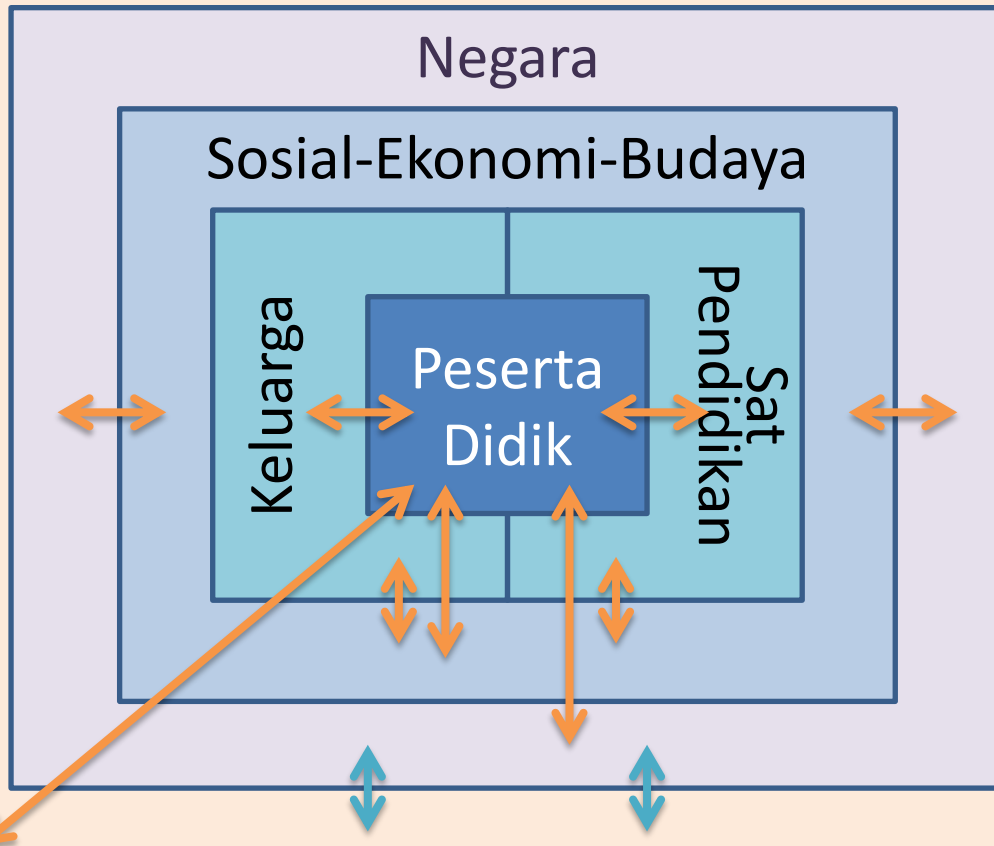 Negara
Sosial-Ekonomi-Budaya
Keluarga
Peserta
Didik
Sat
Pendidikan